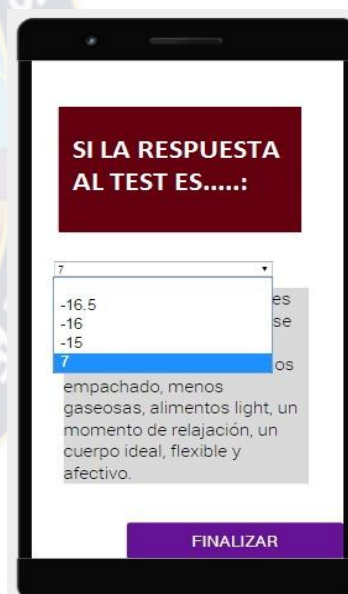 SI LA RESPUESTA
AL TEST ES.....:
7
-16.5
-16
-15
7
es
se
os
empachado, menos
gaseosas, alimentos light, un
momento de relajación, un
cuerpo ideal, flexible y
afectivo.
FINALIZAR